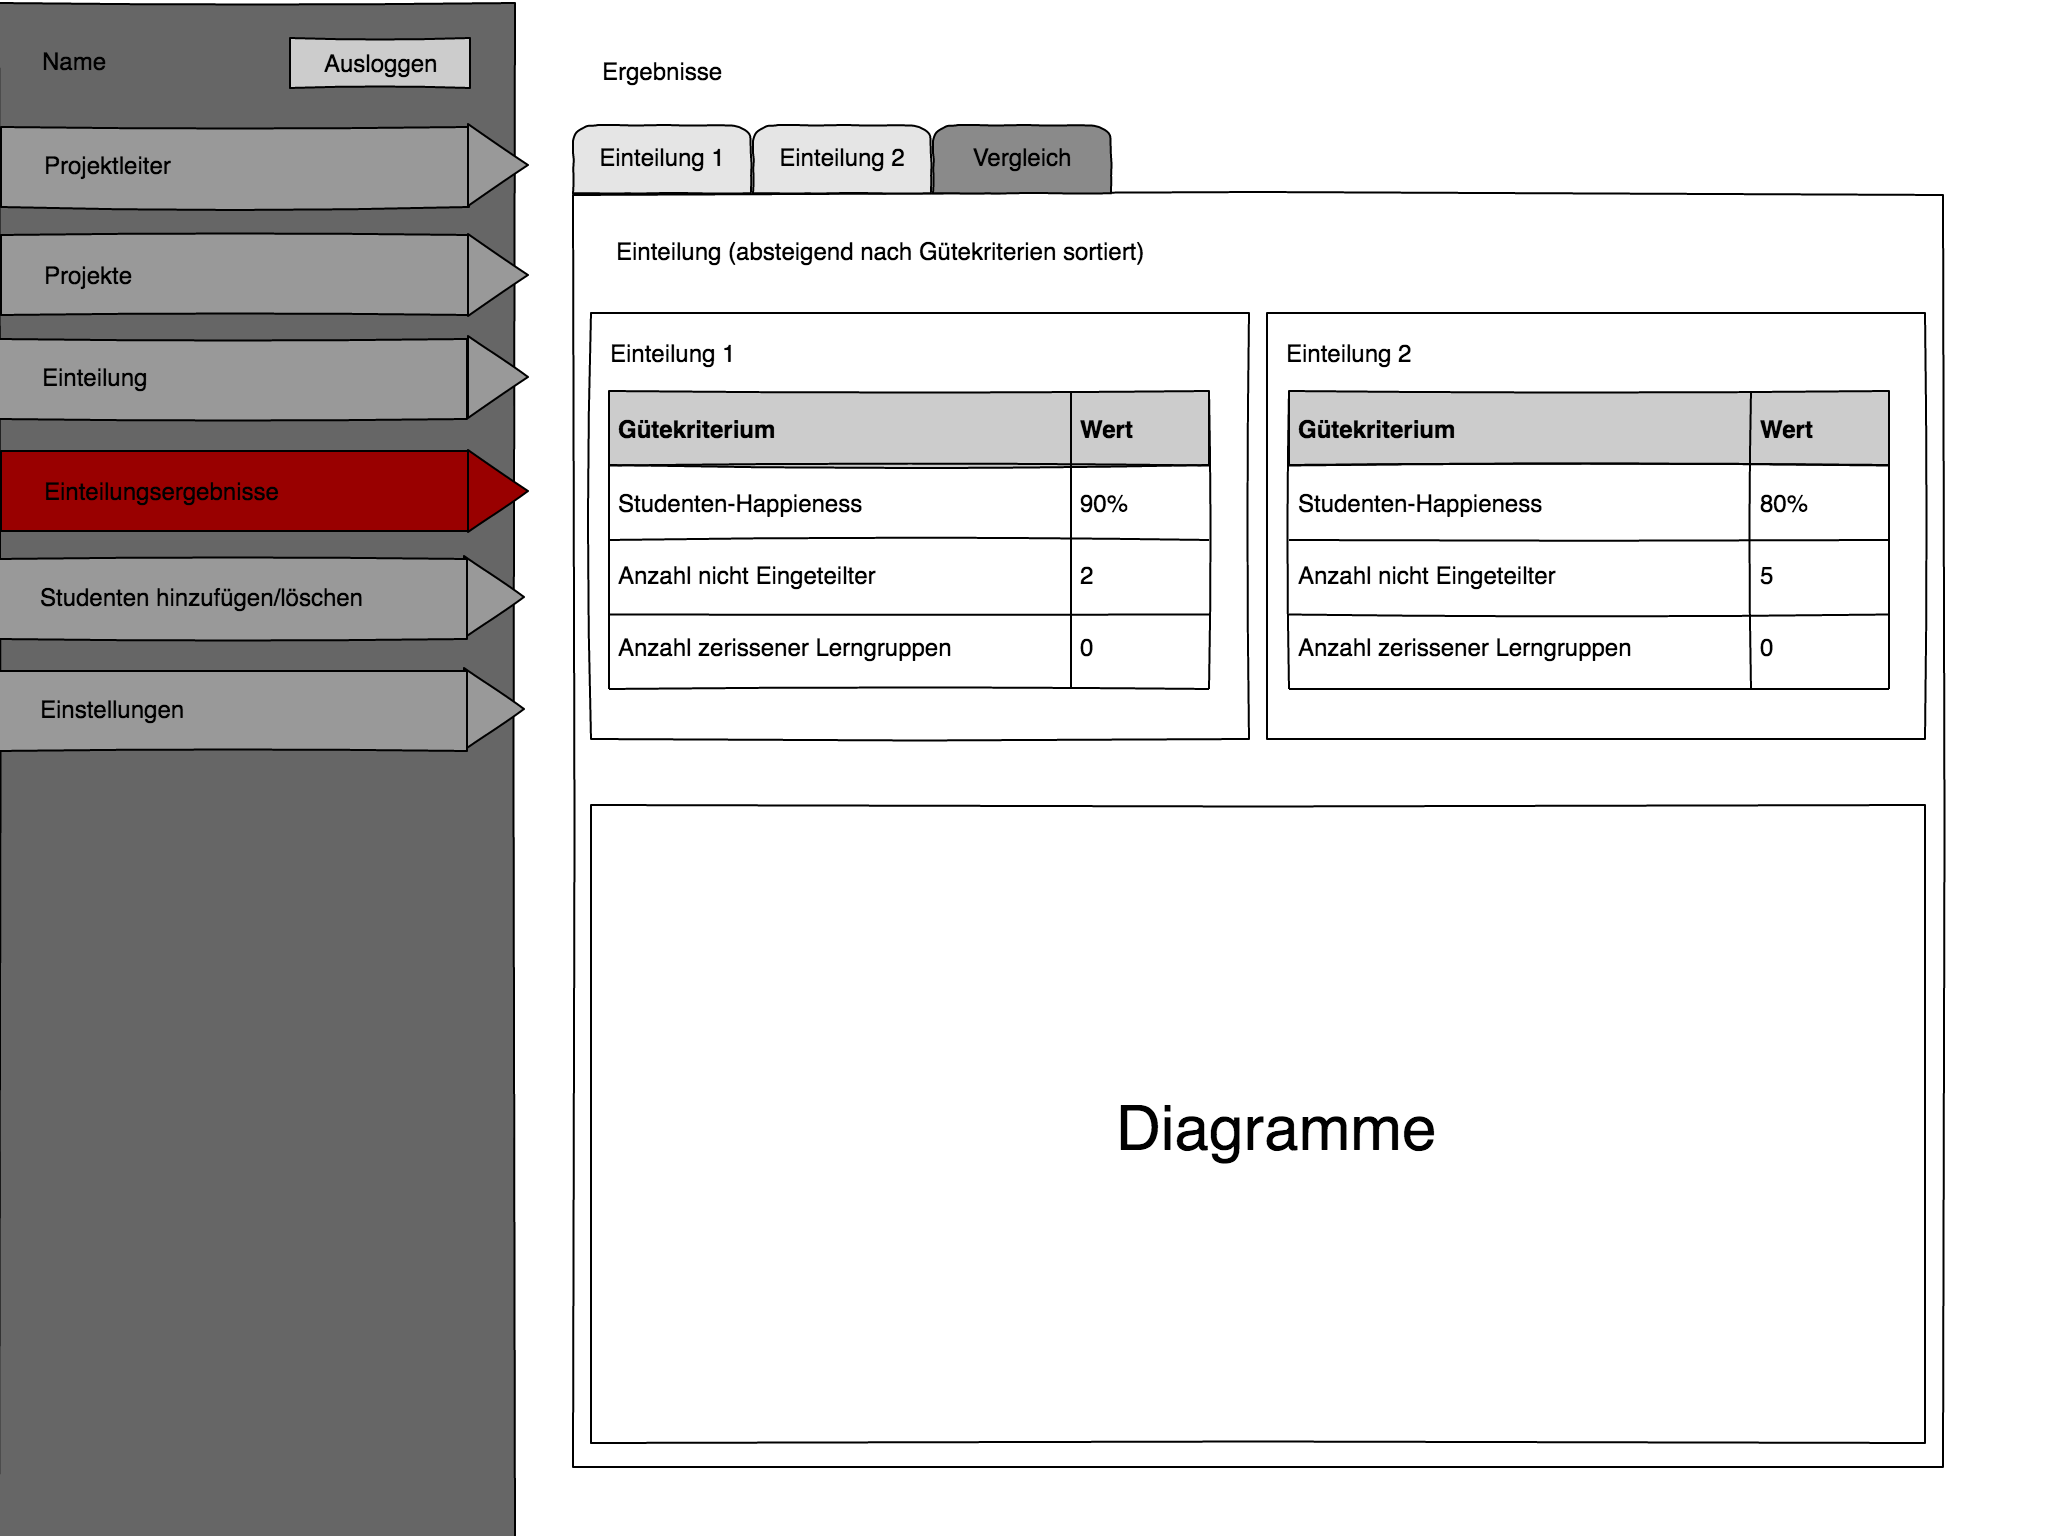 Name
Ausloggen
Projektleiter
Projekte
Einteilung
Einteilungsergebnisse
Studenten hinzufügen/löschen
Einstellungen
Ergebnisse
Einteilung 1
Einteilung 2
Vergleich
Einteilung (absteigend nach Gütekriterien sortiert)
Einteilung 1
Gütekriterium Wert
Studenten-Happieness 90%
Anzahl nicht Eingeteilter 2
Anzahl zerissener Lerngruppen 0
Einteilung 2
Gütekriterium Wert
Studenten-Happieness 80%
Anzahl nicht Eingeteilter 5
Anzahl zerissener Lerngruppen 0
Diagramme